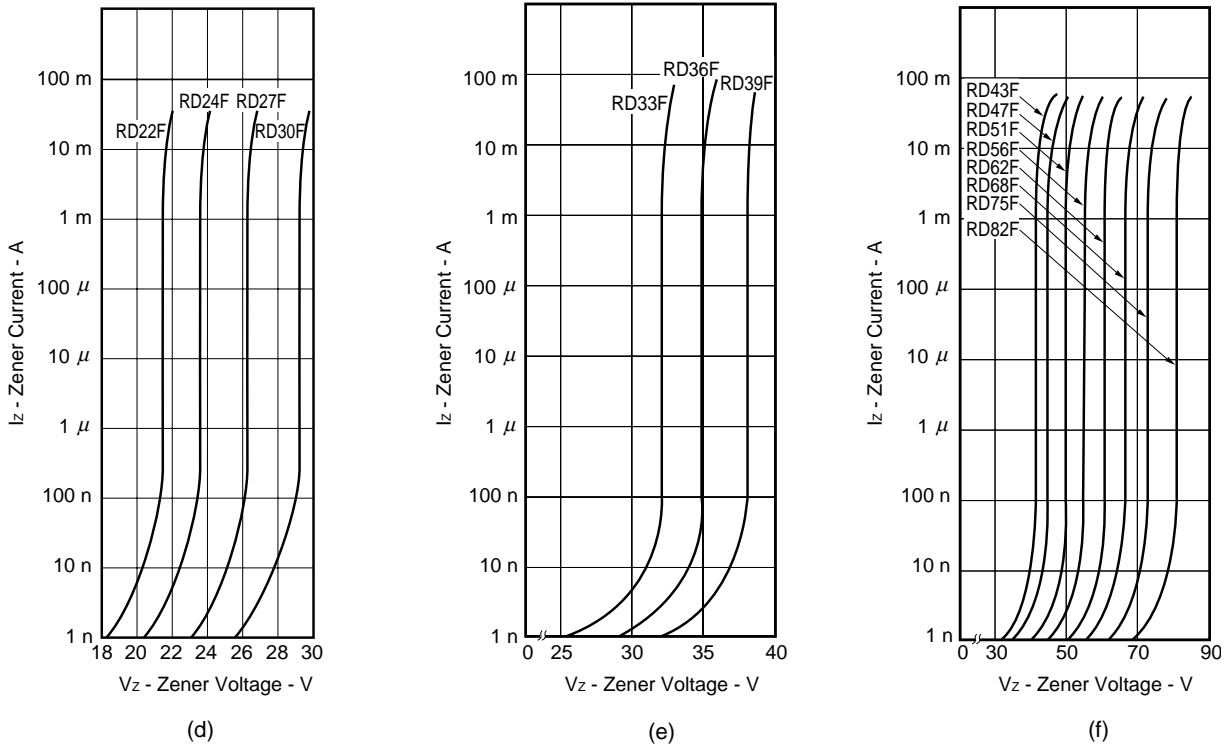 100 m
10 m
1 m
100 μ
10 μ
1 μ
100 n
10 n
1 n
Iz - Zener Current - A
RD22F
RD24F
RD27F
RD30F
18 20 22 24 26 28 30
Vz - Zener Voltage - V
(d)
100 m
10 m
1 m
100 μ
10 μ
1 μ
100 n
10 n
1 n
Iz - Zener Current - A
RD33F
RD36F
RD39F
0 25 30 35 40
Vz - Zener Voltage - V
(e)
100 m
10 m
1 m
100 μ
10 μ
1 μ
100 n
10 n
1 n
Iz - Zener Current - A
RD43F
RD47F
RD51F
RD56F
RD62F
RD68F
RD75F
RD82F
0 30 50 70 90
Vz - Zener Voltage - V
(f)